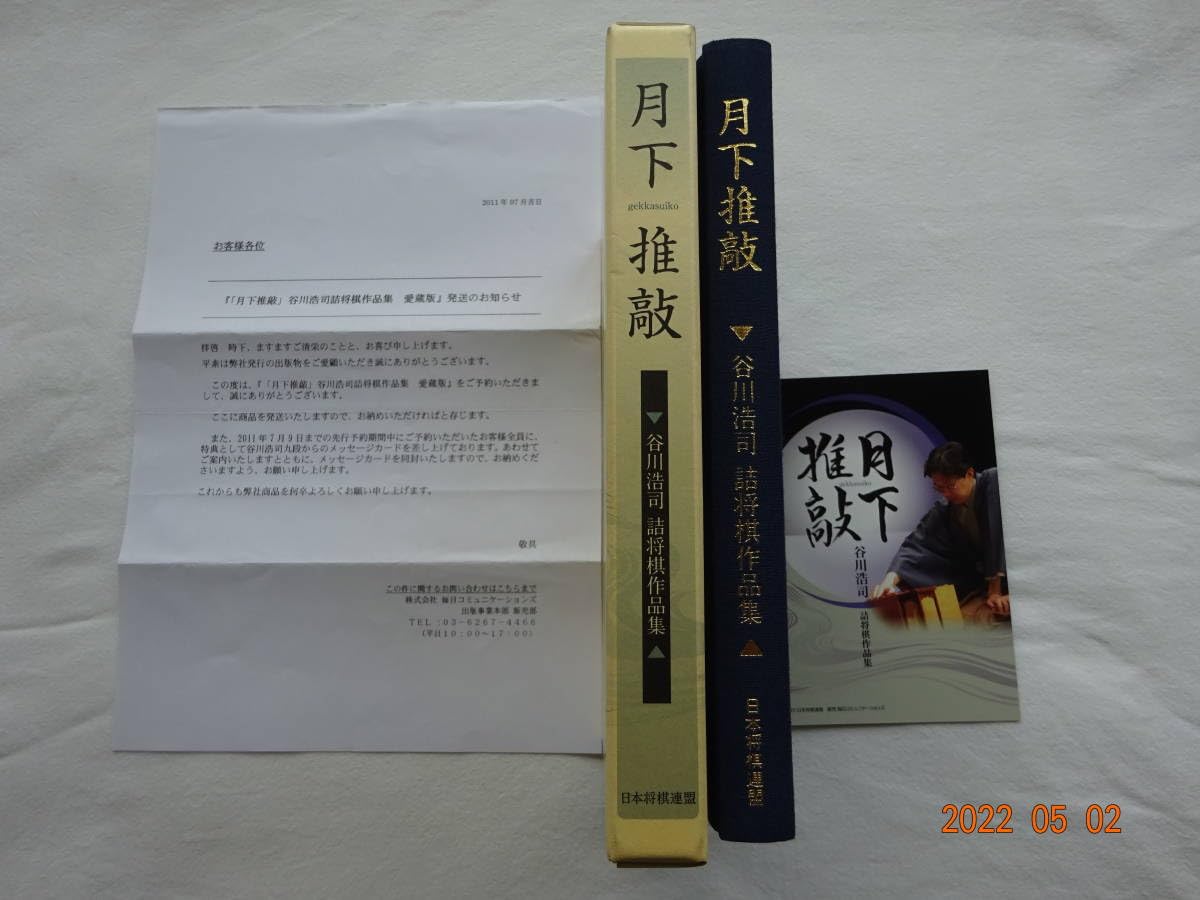 2011年07月吉日
お客様各位
『「月下推敲」谷川浩司詰将棋作品集　愛蔵版』発送のお知らせ
拝啓　時下、ますますご清栄のことと、お喜び申し上げます。
平素は弊社発行の出版物をご愛顧いただき誠にありがとうございます。
この度は、『「月下推敲」谷川浩司詰将棋作品集　愛蔵版』をご予約いただきま
して、誠にありがとうございます。
ここに商品を発送いたしますので、お納めいただければと存じます。
また、2011年7月9日までの先行予約期間中にご予約いただいたお客様全員に、
特典として谷川浩司九段からのメッセージカードを差し上げております。あわせて
ご案内いたしますとともに、メッセージカードを同封いたしますので、お納めくだ
さいますよう、お願い申し上げます。
これからも弊社商品を何卒よろしくお願い申し上げます。
敬具
この件に関するお問い合わせはこちらまで
株式会社 毎日コミュニケーションズ
出版事業本部 販売部
TEL：03-6267-4466
（平日10：00～17：00）
月下
gekkasuiko
推敲
▼谷川浩司 詰将棋作品集▲
日本将棋連盟
月下推敲
▼谷川浩司 詰将棋作品集▲
日本将棋連盟
月下
推敲
gekkasuiko
谷川浩司
詰将棋作品集
2022 05 02